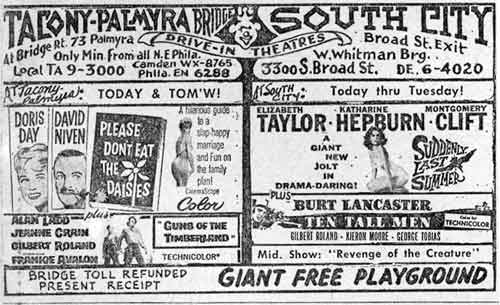 TACONY-PALMYRA BRIDGE SOUTH CITY
DRIVE-IN THEATRES
At Bridge Rt. 73 Palmyra
Only Min. from all N.E Phila.
Local TA 9-3000 Camden WX-8765
Phila. EN 6288
Broad St. Exit
W. Whitman Brg.
3300 S. Broad St. DE. 6-4020
At Tacony Palmyra:
TODAY & TOM'W!
DORIS DAY
DAVID NIVEN
PLEASE DON'T EAT THE DAISIES
A hilarious guide
to a
slap-happy
marriage
and Fun on
the family
plan!
CinemaScope
Color
plus
ALAN LADD
JEANNE CRAIN
GILBERT ROLAND
FRANKIE AVALON
"GUNS OF THE
TIMBERLAND"
TECHNICOLOR
BRIDGE TOLL REFUNDED
PRESENT RECEIPT
At SOUTH CITY:
Today thru Tuesday!
ELIZABETH KATHARINE MONTGOMERY
TAYLOR · HEPBURN · CLIFT
A
GIANT
NEW
JOLT
IN
DRAMA-DARING!
SUDDENLY
LAST
SUMMER
PLUS
BURT LANCASTER
TEN TALL MEN
Color by
TECHNICOLOR
GILBERT ROLAND · KIERON MOORE · GEORGE TOBIAS
Mid. Show: "Revenge of the Creature"
GIANT FREE PLAYGROUND